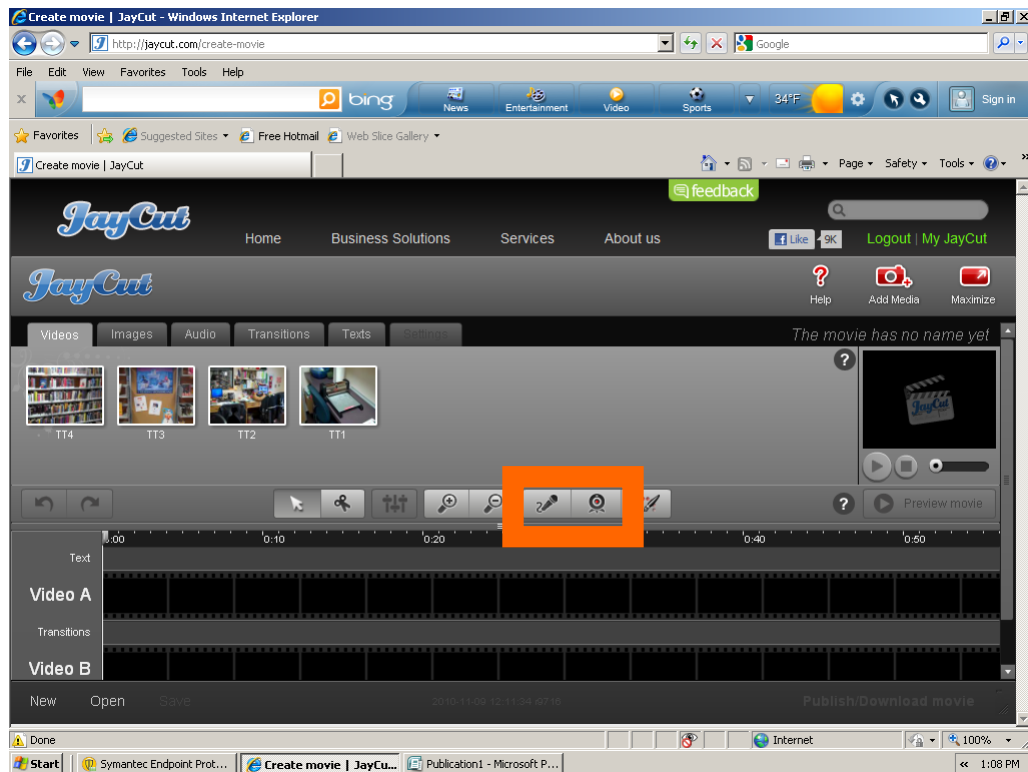 Create movie | JayCut - Windows Internet Explorer
http://jaycut.com/create-movie
Google
File Edit View Favorites Tools Help
bing News Entertainment Video Sports 34°F Sign in
Favorites Suggested Sites Free Hotmail Web Slice Gallery
Create movie | JayCut Page Safety Tools
feedback
JayCut
Home Business Solutions Services About us Like 9K Logout | My JayCut
JayCut
Help Add Media Maximize
Videos Images Audio Transitions Texts Settings The movie has no name yet
JayCut
TT4 TT3 TT2 TT1
Preview movie
0:00 0:10 0:20 0:40 0:50
Text
Video A
Transitions
Video B
New Open Save Publish/Download movie
Done Internet 100%
Start Symantec Endpoint Prot... Create movie | JayCu... Publication1 - Microsoft P... 1:08 PM